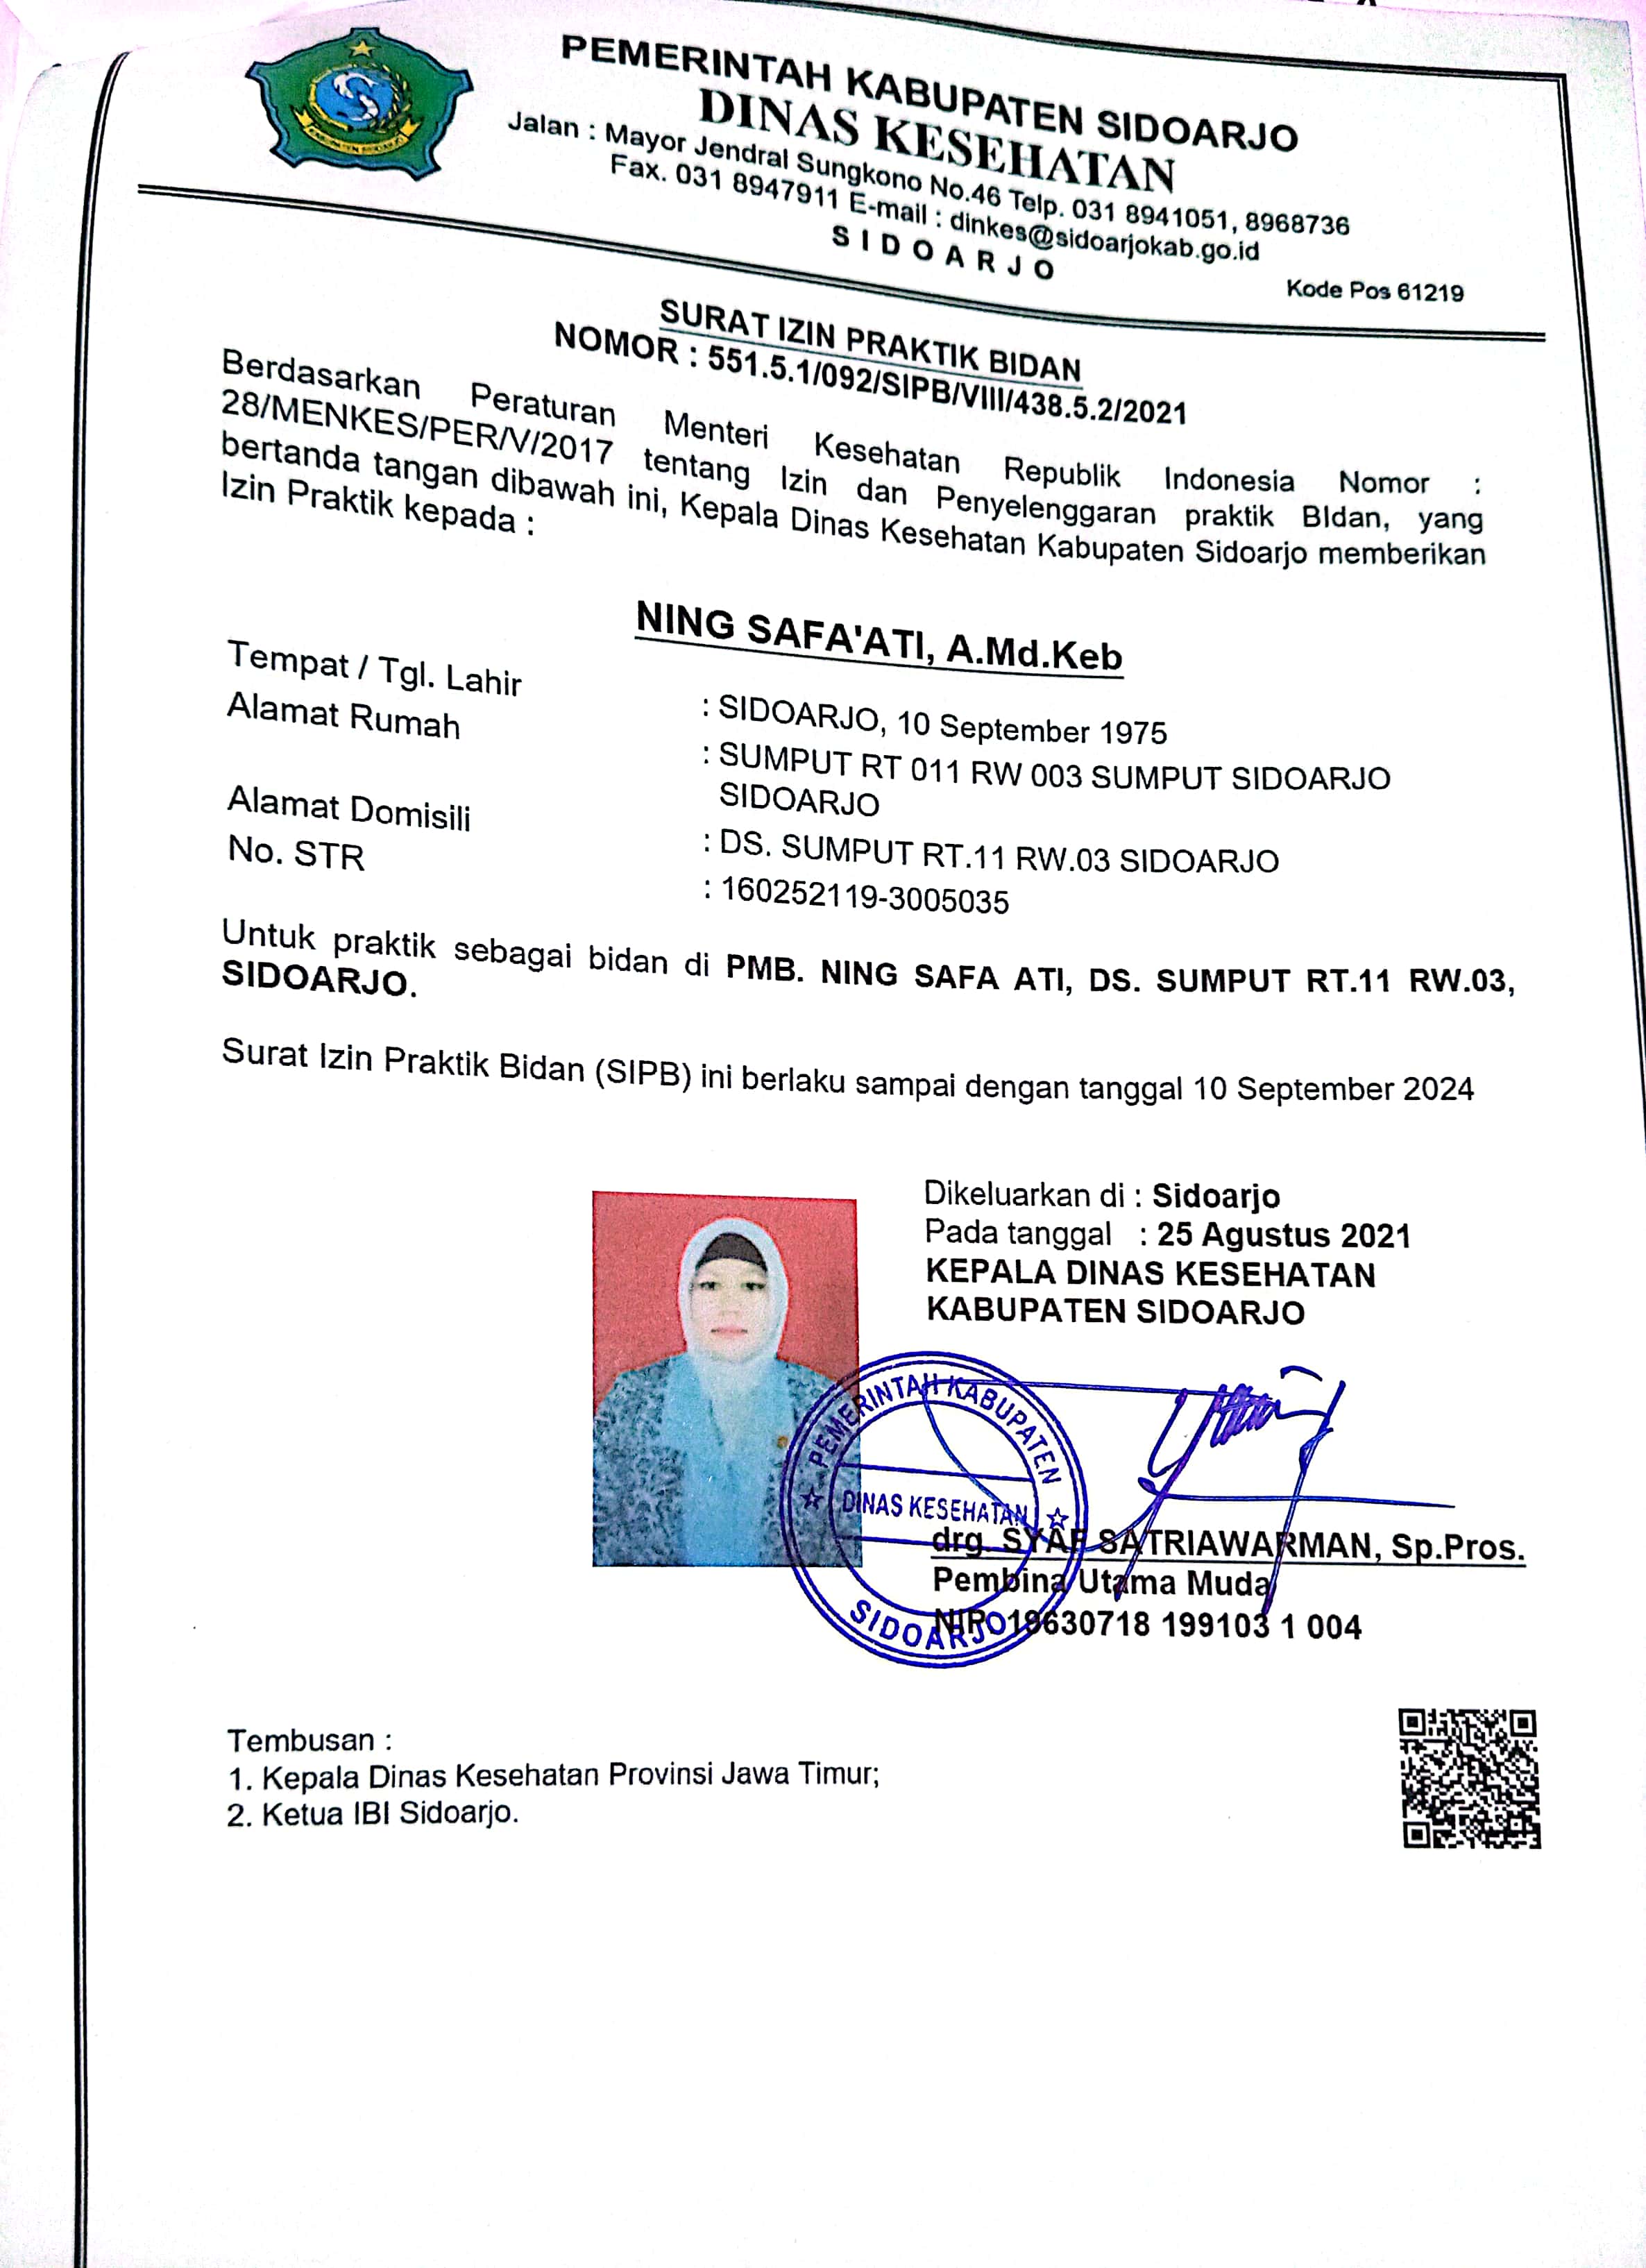 PEMERINTAH KABUPATEN SIDOARJO
DINAS KESEHATAN
Jalan : Mayor Jendral Sungkono No.46 Telp. 031 8941051, 8968736
Fax. 031 8947911 E-mail : dinkes@sidoarjokab.go.id
S I D O A R J O
Kode Pos 61219
SURAT IZIN PRAKTIK BIDAN
NOMOR : 551.5.1/092/SIPB/VIII/438.5.2/2021
Berdasarkan Peraturan Menteri Kesehatan Republik Indonesia Nomor :
28/MENKES/PER/V/2017 tentang Izin dan Penyelenggaran praktik BIdan, yang
bertanda tangan dibawah ini, Kepala Dinas Kesehatan Kabupaten Sidoarjo memberikan
Izin Praktik kepada :
NING SAFA'ATI, A.Md.Keb
Tempat / Tgl. Lahir : SIDOARJO, 10 September 1975
Alamat Rumah : SUMPUT RT 011 RW 003 SUMPUT SIDOARJO
SIDOARJO
Alamat Domisili : DS. SUMPUT RT.11 RW.03 SIDOARJO
No. STR : 160252119-3005035
Untuk praktik sebagai bidan di PMB. NING SAFA ATI, DS. SUMPUT RT.11 RW.03,
SIDOARJO.
Surat Izin Praktik Bidan (SIPB) ini berlaku sampai dengan tanggal 10 September 2024
Dikeluarkan di : Sidoarjo
Pada tanggal : 25 Agustus 2021
KEPALA DINAS KESEHATAN
KABUPATEN SIDOARJO
PEMERINTAH KABUPATEN
DINAS KESEHATAN
SIDOARJO
drg. SYAF SATRIAWARMAN, Sp.Pros.
Pembina Utama Muda
NIP 19630718 199103 1 004
Tembusan :
1. Kepala Dinas Kesehatan Provinsi Jawa Timur;
2. Ketua IBI Sidoarjo.